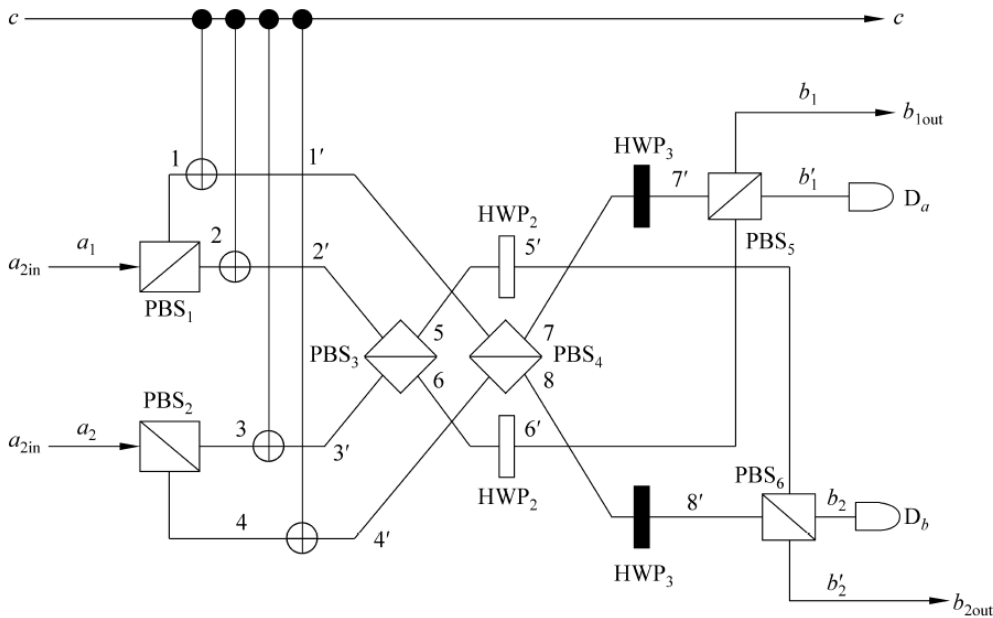 c c
b₁
b₁out
HWP₃
1 1′ 7′ b′₁ Dₐ
HWP₂
a₁ 2 2′ 5′
PBS₅
a₂in
PBS₁
5 7
PBS₃ PBS₄
6 8
PBS₂
a₂in a₂ 3 3′ 6′
PBS₆
HWP₂
8′ b₂ D_b
4 4′
HWP₃
b′₂
b₂out